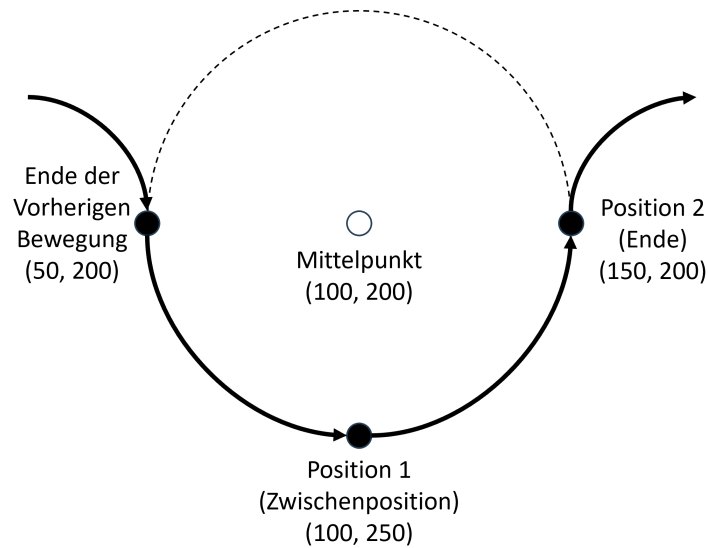 Ende der
Vorherigen
Bewegung
(50, 200)
Mittelpunkt
(100, 200)
Position 2
(Ende)
(150, 200)
Position 1
(Zwischenposition)
(100, 250)